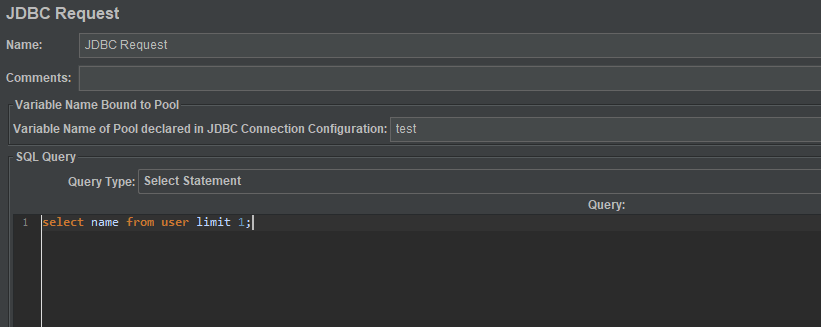 JDBC Request
Name: JDBC Request
Comments:
Variable Name Bound to Pool
Variable Name of Pool declared in JDBC Connection Configuration: test
SQL Query
Query Type: Select Statement
Query:
1 select name from user limit 1;